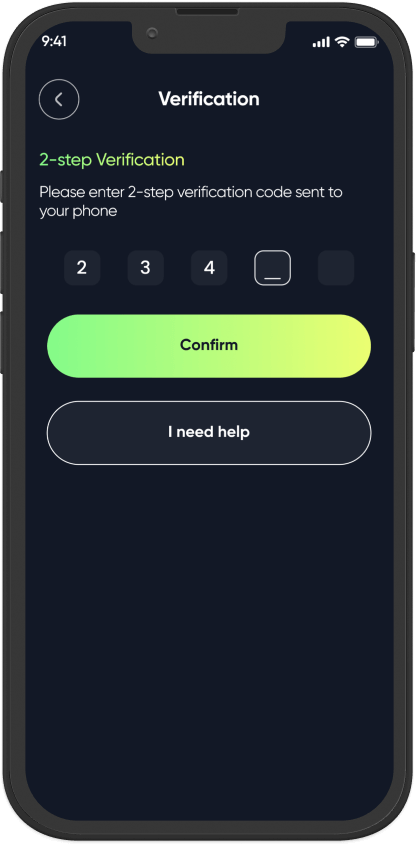 9:41
Verification
2-step Verification
Please enter 2-step verification code sent to
your phone
2 3 4 _
Confirm
I need help